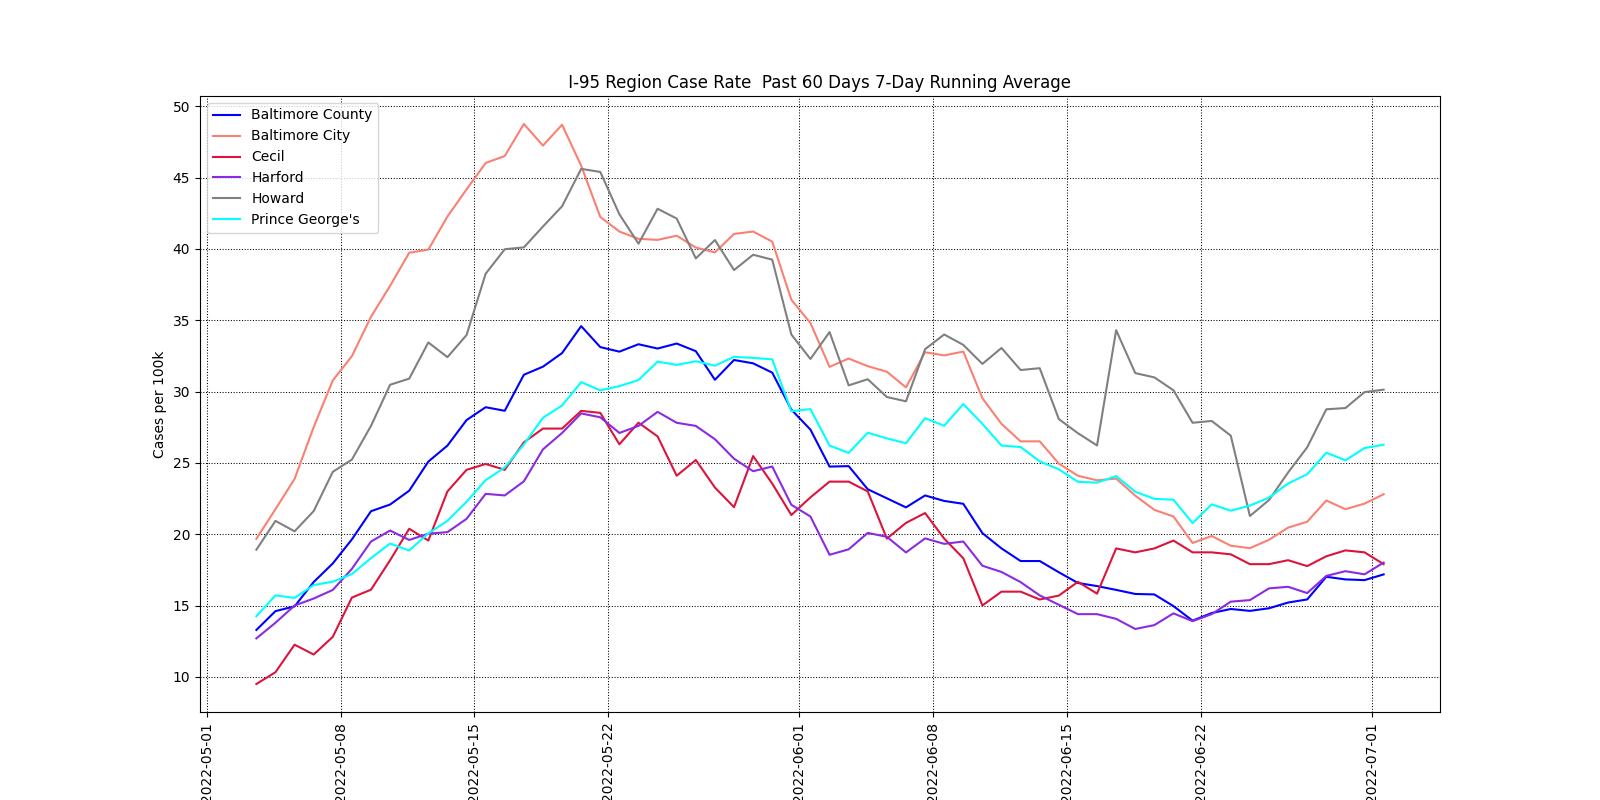 I-95 Region Case Rate  Past 60 Days 7-Day Running Average
Baltimore County
Baltimore City
Cecil
Harford
Howard
Prince George's
Cases per 100k
50
45
40
35
30
25
20
15
10
2022-05-01
2022-05-08
2022-05-15
2022-05-22
2022-06-01
2022-06-08
2022-06-15
2022-06-22
2022-07-01